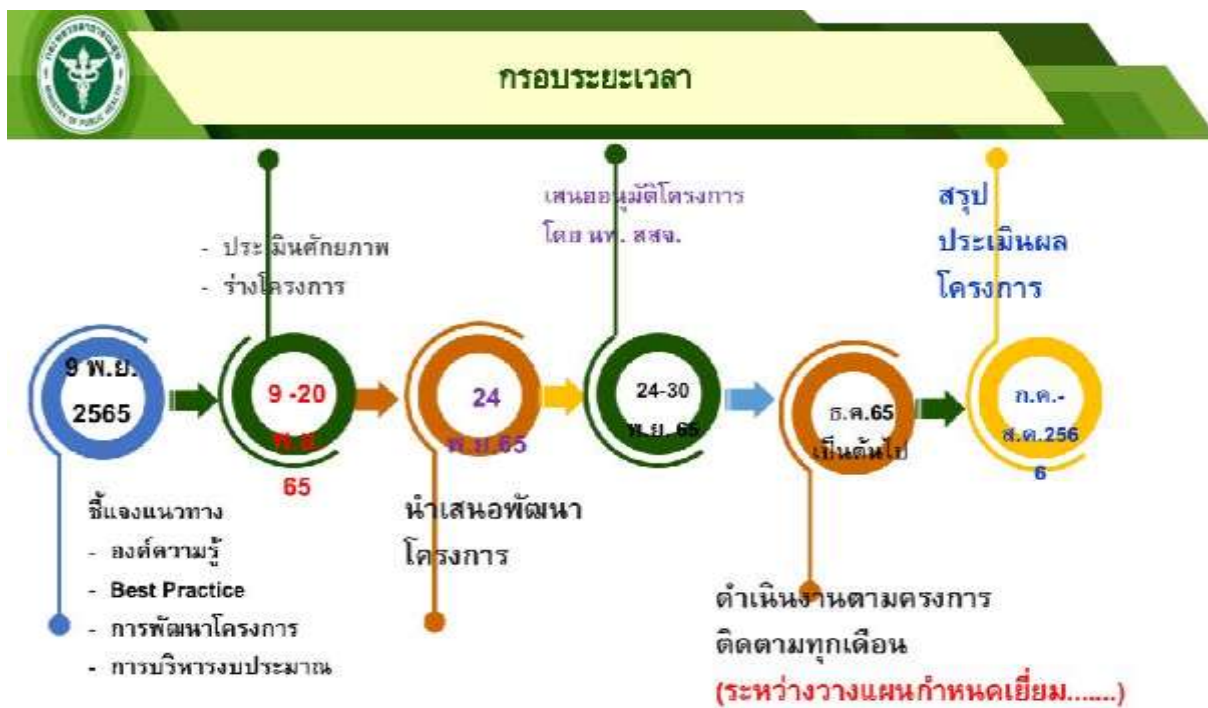 กรอบระยะเวลา
MINISTRY OF PUBLIC HEALTH
9 พ.ย.
2565
ชี้แจงแนวทาง
- องค์ความรู้
- Best Practice
- การพัฒนาโครงการ
- การบริหารงบประมาณ
- ประเมินศักยภาพ
- ร่างโครงการ
9 -20
พ.ย
65
24
พ.ย.65
นำเสนอพัฒนา
โครงการ
เสนออนุมัติโครงการ
โดย นพ. สสจ.
24-30
พ.ย. 65
ธ.ค.65
เป็นต้นไป
ดำเนินงานตามครงการ
ติดตามทุกเดือน
(ระหว่างวางแผนกำหนดเยี่ยม.......)
สรุป
ประเมินผล
โครงการ
ก.ค.-
ส.ค.256
6